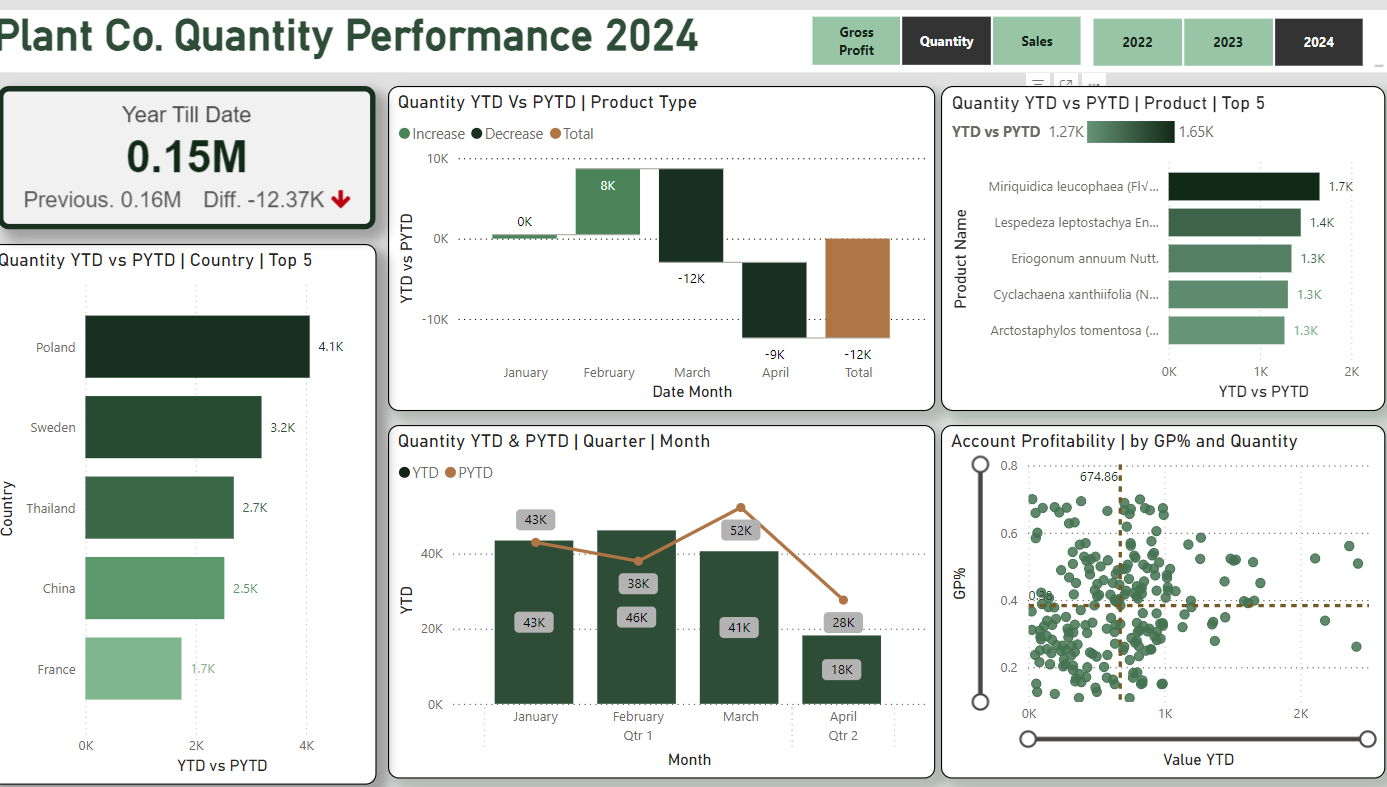 Plant Co. Quantity Performance 2024
Gross Profit
Quantity
Sales
2022
2023
2024
Year Till Date
0.15M
Previous. 0.16M Diff. -12.37K
Quantity YTD vs PYTD | Country | Top 5
Country
Poland 4.1K
Sweden 3.2K
Thailand 2.7K
China 2.5K
France 1.7K
0K 2K 4K
YTD vs PYTD
Quantity YTD Vs PYTD | Product Type
Increase Decrease Total
YTD vs PYTD
10K
0K
-10K
0K
8K
-12K
-9K
-12K
January February March April Total
Date Month
Quantity YTD & PYTD | Quarter | Month
YTD PYTD
YTD
40K
20K
0K
43K
38K
52K
28K
43K
46K
41K
18K
January February March April
Qtr 1 Qtr 2
Month
Quantity YTD vs PYTD | Product | Top 5
YTD vs PYTD 1.27K 1.65K
Product Name
Miriquidica leucophaea (Fl√... 1.7K
Lespedeza leptostachya En... 1.4K
Eriogonum annuum Nutt. 1.3K
Cyclachaena xanthiifolia (N... 1.3K
Arctostaphylos tomentosa (... 1.3K
0K 1K 2K
YTD vs PYTD
Account Profitability | by GP% and Quantity
GP%
0.8
0.6
0.4
0.2
674.86
0K 1K 2K
Value YTD